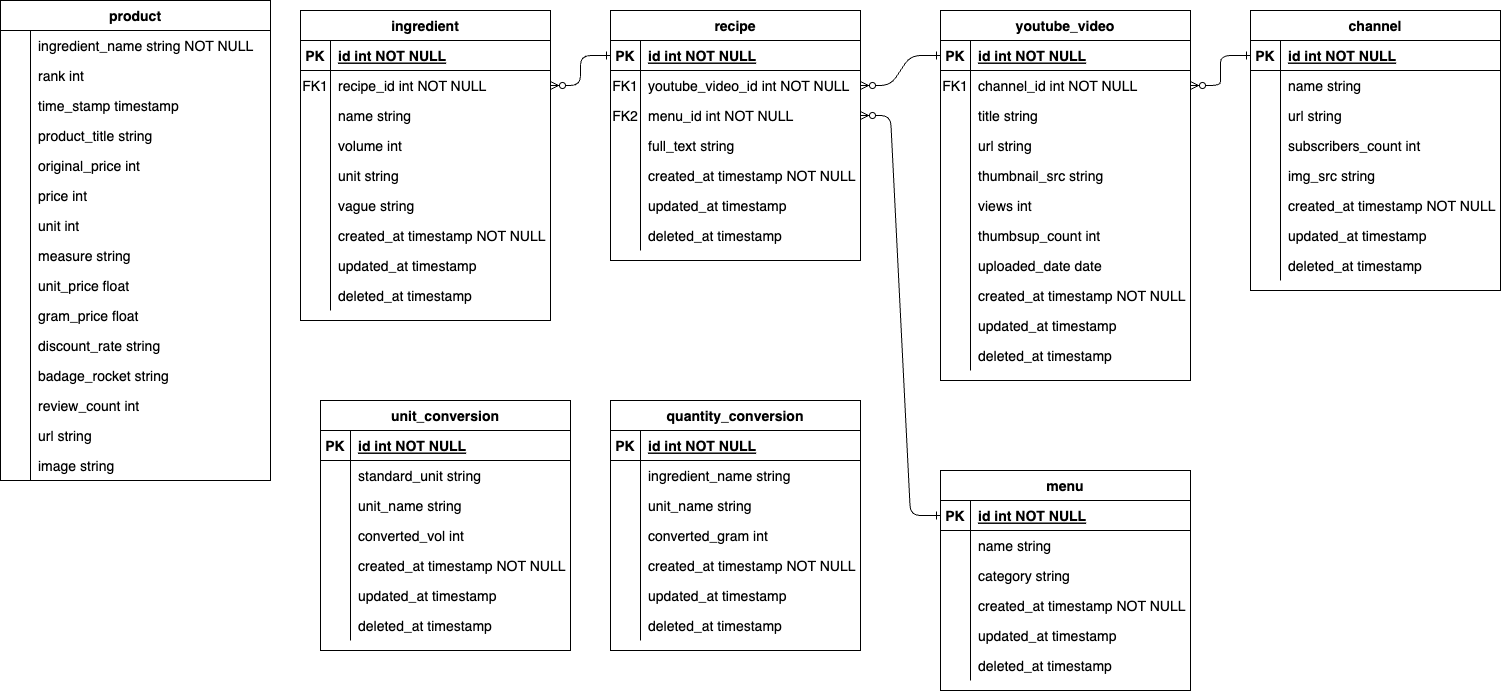 product
ingredient_name string NOT NULL
rank int
time_stamp timestamp
product_title string
original_price int
price int
unit int
measure string
unit_price float
gram_price float
discount_rate string
badage_rocket string
review_count int
url string
image string
ingredient
PK id int NOT NULL
FK1 recipe_id int NOT NULL
name string
volume int
unit string
vague string
created_at timestamp NOT NULL
updated_at timestamp
deleted_at timestamp
recipe
PK id int NOT NULL
FK1 youtube_video_id int NOT NULL
FK2 menu_id int NOT NULL
full_text string
created_at timestamp NOT NULL
updated_at timestamp
deleted_at timestamp
youtube_video
PK id int NOT NULL
FK1 channel_id int NOT NULL
title string
url string
thumbnail_src string
views int
thumbsup_count int
uploaded_date date
created_at timestamp NOT NULL
updated_at timestamp
deleted_at timestamp
channel
PK id int NOT NULL
name string
url string
subscribers_count int
img_src string
created_at timestamp NOT NULL
updated_at timestamp
deleted_at timestamp
unit_conversion
PK id int NOT NULL
standard_unit string
unit_name string
converted_vol int
created_at timestamp NOT NULL
updated_at timestamp
deleted_at timestamp
quantity_conversion
PK id int NOT NULL
ingredient_name string
unit_name string
converted_gram int
created_at timestamp NOT NULL
updated_at timestamp
deleted_at timestamp
menu
PK id int NOT NULL
name string
category string
created_at timestamp NOT NULL
updated_at timestamp
deleted_at timestamp